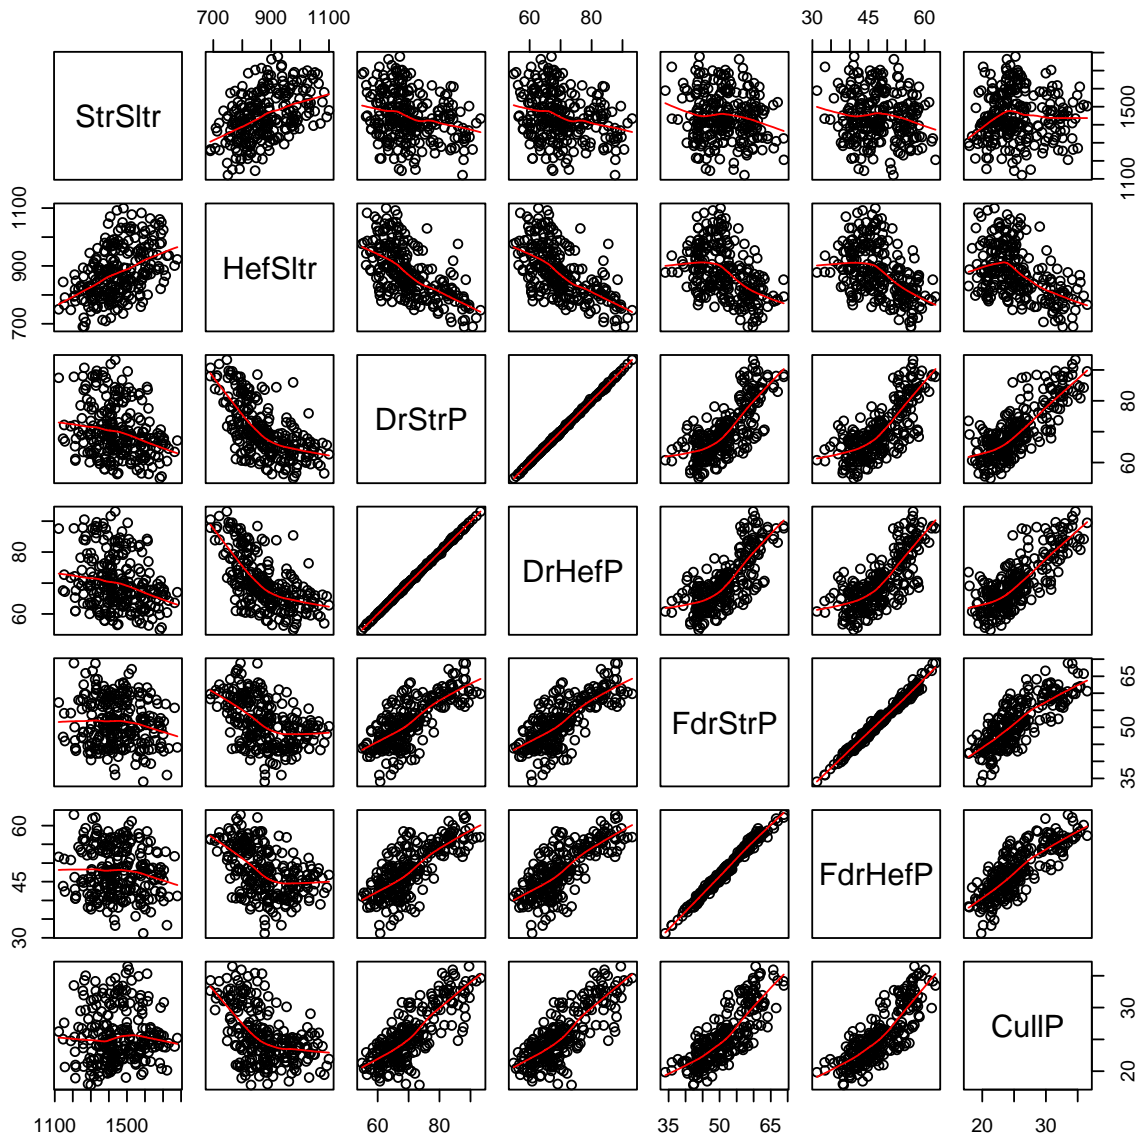 700 900 1100 60 80 30 45 60
StrSltr 1100 1500
700 900 1100 HefSltr
DrStrP 60 80
60 80 DrHefP
FdrStrP 35 50 65
30 45 60 FdrHefP
CullP 20 30
1100 1500 60 80 35 50 65 20 30